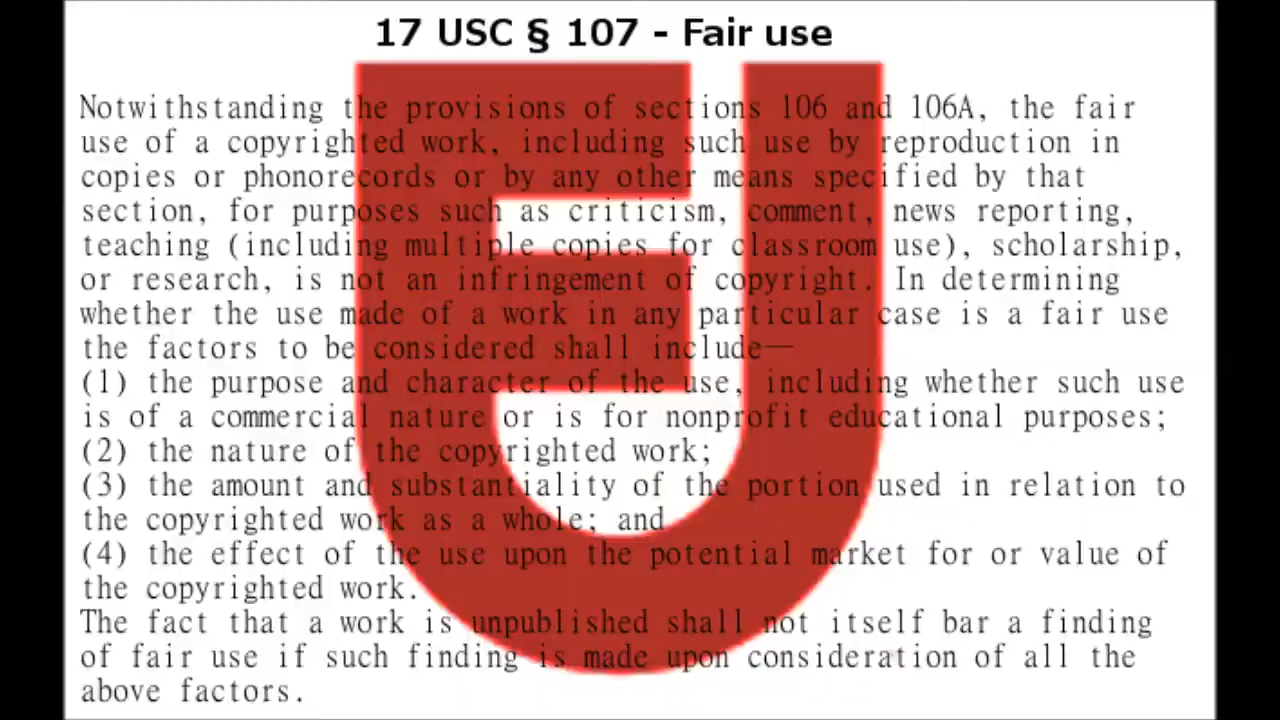 17 USC § 107 - Fair use
Notwithstanding the provisions of sections 106 and 106A, the fair
use of a copyrighted work, including such use by reproduction in
copies or phonorecords or by any other means specified by that
section, for purposes such as criticism, comment, news reporting,
teaching (including multiple copies for classroom use), scholarship,
or research, is not an infringement of copyright. In determining
whether the use made of a work in any particular case is a fair use
the factors to be considered shall include—
(1) the purpose and character of the use, including whether such use
is of a commercial nature or is for nonprofit educational purposes;
(2) the nature of the copyrighted work;
(3) the amount and substantiality of the portion used in relation to
the copyrighted work as a whole; and
(4) the effect of the use upon the potential market for or value of
the copyrighted work.
The fact that a work is unpublished shall not itself bar a finding
of fair use if such finding is made upon consideration of all the
above factors.